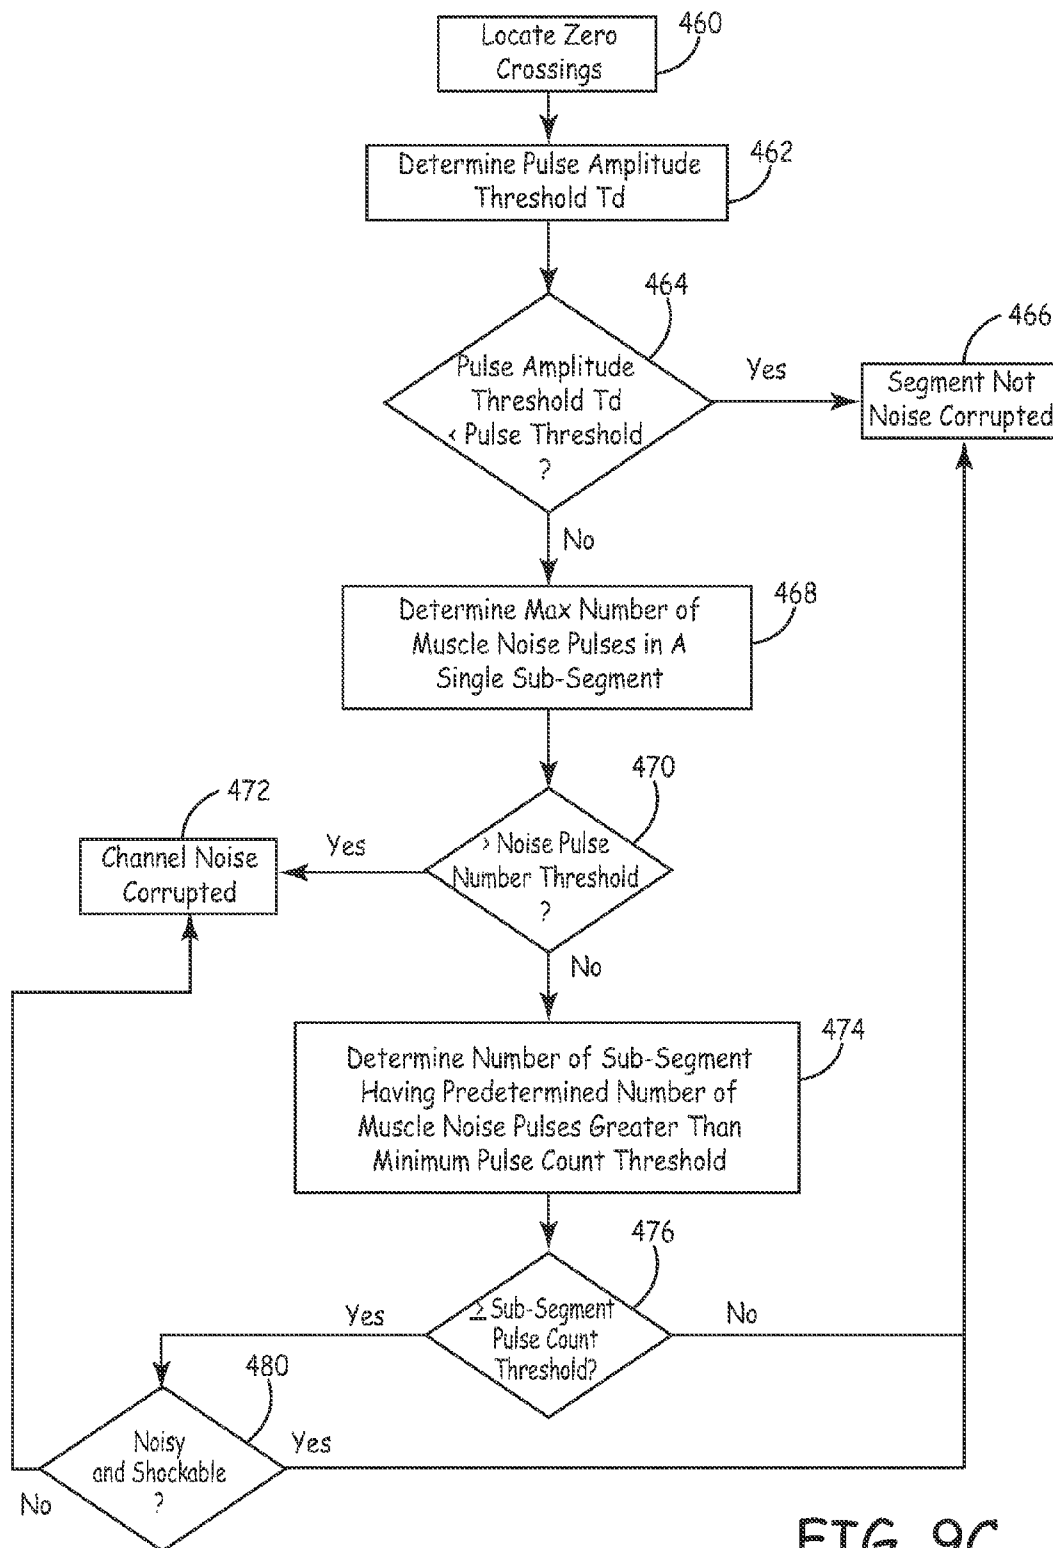 Locate Zero
Crossings
460
Determine Pulse Amplitude
Threshold Td
462
464
Pulse Amplitude
Threshold Td
< Pulse Threshold
?
Yes
466
Segment Not
Noise Corrupted
No
Determine Max Number of
Muscle Noise Pulses in A
Single Sub-Segment
468
470
> Noise Pulse
Number Threshold
?
Yes
472
Channel Noise
Corrupted
No
Determine Number of Sub-Segment
Having Predetermined Number of
Muscle Noise Pulses Greater Than
Minimum Pulse Count Threshold
474
476
≥ Sub-Segment
Pulse Count
Threshold?
Yes
No
480
Noisy
and Shockable
?
Yes
No
FIG. 9C